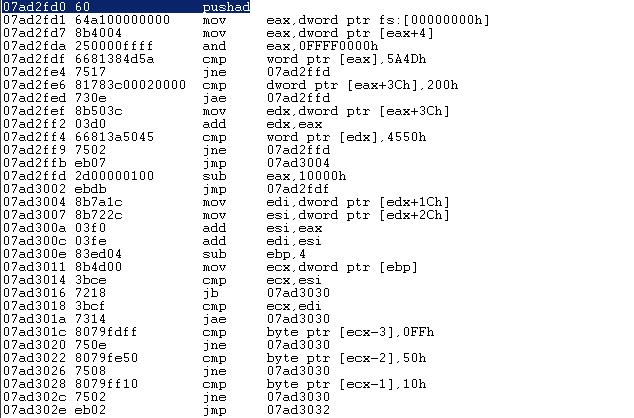 07ad2fd0 60 pushad
07ad2fd1 64a100000000 mov eax,dword ptr fs:[00000000h]
07ad2fd7 8b4004 mov eax,dword ptr [eax+4]
07ad2fda 250000ffff and eax,0FFFF0000h
07ad2fdf 6681384d5a cmp word ptr [eax],5A4Dh
07ad2fe4 7517 jne 07ad2ffd
07ad2fe6 81783c00020000 cmp dword ptr [eax+3Ch],200h
07ad2fed 730e jae 07ad2ffd
07ad2fef 8b503c mov edx,dword ptr [eax+3Ch]
07ad2ff2 03d0 add edx,eax
07ad2ff4 66813a5045 cmp word ptr [edx],4550h
07ad2ff9 7502 jne 07ad2ffd
07ad2ffb eb07 jmp 07ad3004
07ad2ffd 2d00000100 sub eax,10000h
07ad3002 ebdb jmp 07ad2fdf
07ad3004 8b7a1c mov edi,dword ptr [edx+1Ch]
07ad3007 8b722c mov esi,dword ptr [edx+2Ch]
07ad300a 03f0 add esi,eax
07ad300c 03fe add edi,esi
07ad300e 83ed04 sub ebp,4
07ad3011 8b4d00 mov ecx,dword ptr [ebp]
07ad3014 3bce cmp ecx,esi
07ad3016 7218 jb 07ad3030
07ad3018 3bcf cmp ecx,edi
07ad301a 7314 jae 07ad3030
07ad301c 8079fdff cmp byte ptr [ecx-3],0FFh
07ad3020 750e jne 07ad3030
07ad3022 8079fe50 cmp byte ptr [ecx-2],50h
07ad3026 7508 jne 07ad3030
07ad3028 8079ff10 cmp byte ptr [ecx-1],10h
07ad302c 7502 jne 07ad3030
07ad302e eb02 jmp 07ad3032